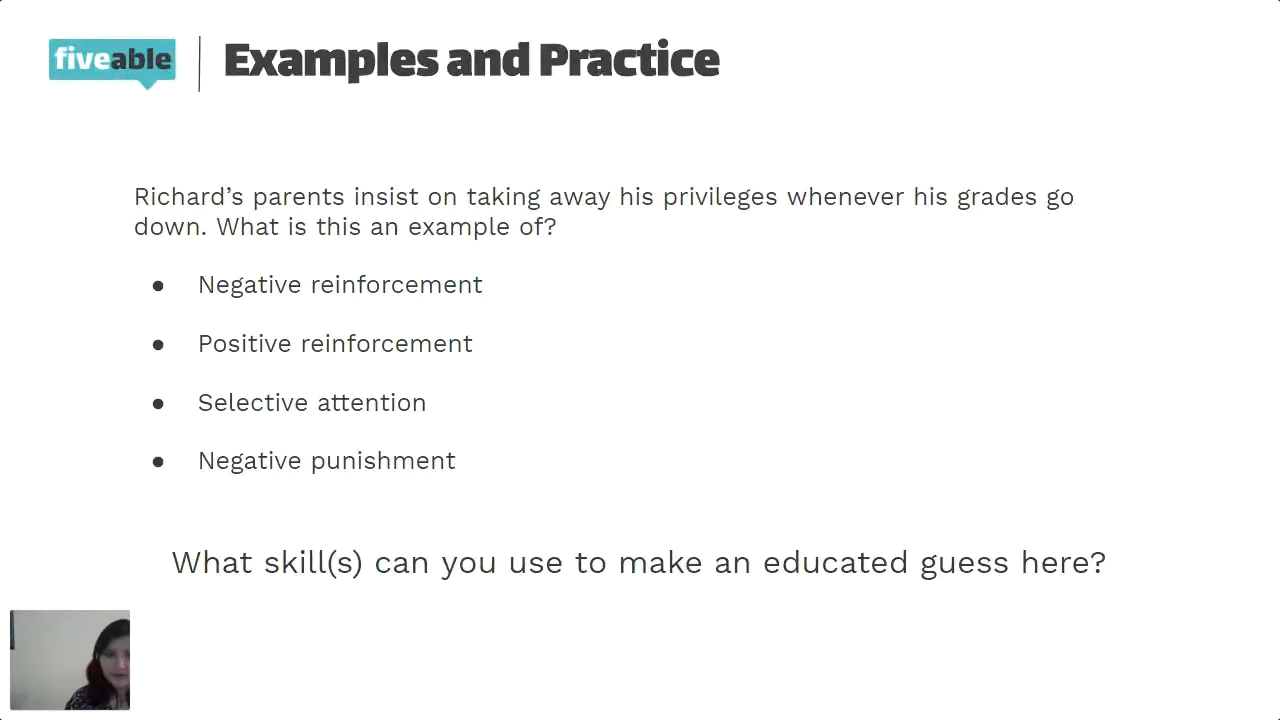 fiveable
Examples and Practice
Richard’s parents insist on taking away his privileges whenever his grades go
down. What is this an example of?
● Negative reinforcement
● Positive reinforcement
● Selective attention
● Negative punishment
What skill(s) can you use to make an educated guess here?